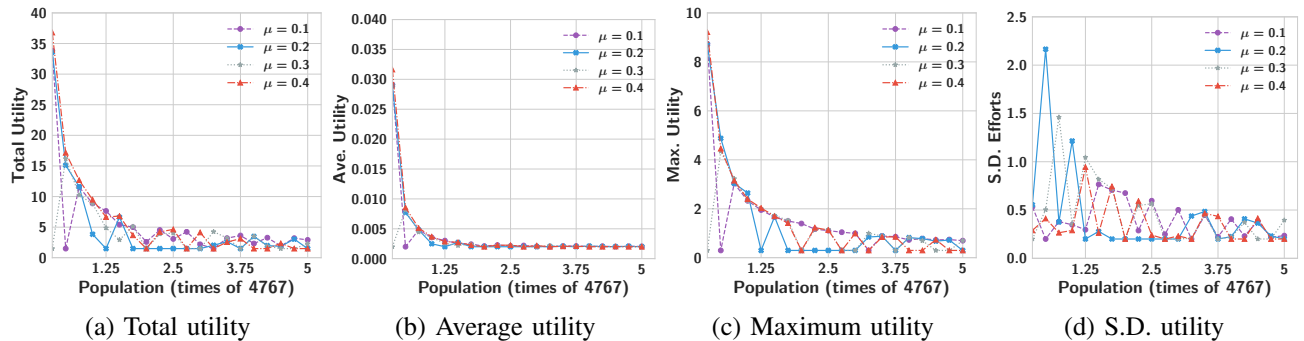 Total Utility
40
35
30
25
20
15
10
5
0
μ = 0.1
μ = 0.2
μ = 0.3
μ = 0.4
1.25 2.5 3.75 5
Population (times of 4767)
(a) Total utility
Ave. Utility
0.040
0.035
0.030
0.025
0.020
0.015
0.010
0.005
0.000
μ = 0.1
μ = 0.2
μ = 0.3
μ = 0.4
1.25 2.5 3.75 5
Population (times of 4767)
(b) Average utility
Max. Utility
10
8
6
4
2
0
μ = 0.1
μ = 0.2
μ = 0.3
μ = 0.4
1.25 2.5 3.75 5
Population (times of 4767)
(c) Maximum utility
S.D. Efforts
2.5
2.0
1.5
1.0
0.5
0.0
μ = 0.1
μ = 0.2
μ = 0.3
μ = 0.4
1.25 2.5 3.75 5
Population (times of 4767)
(d) S.D. utility